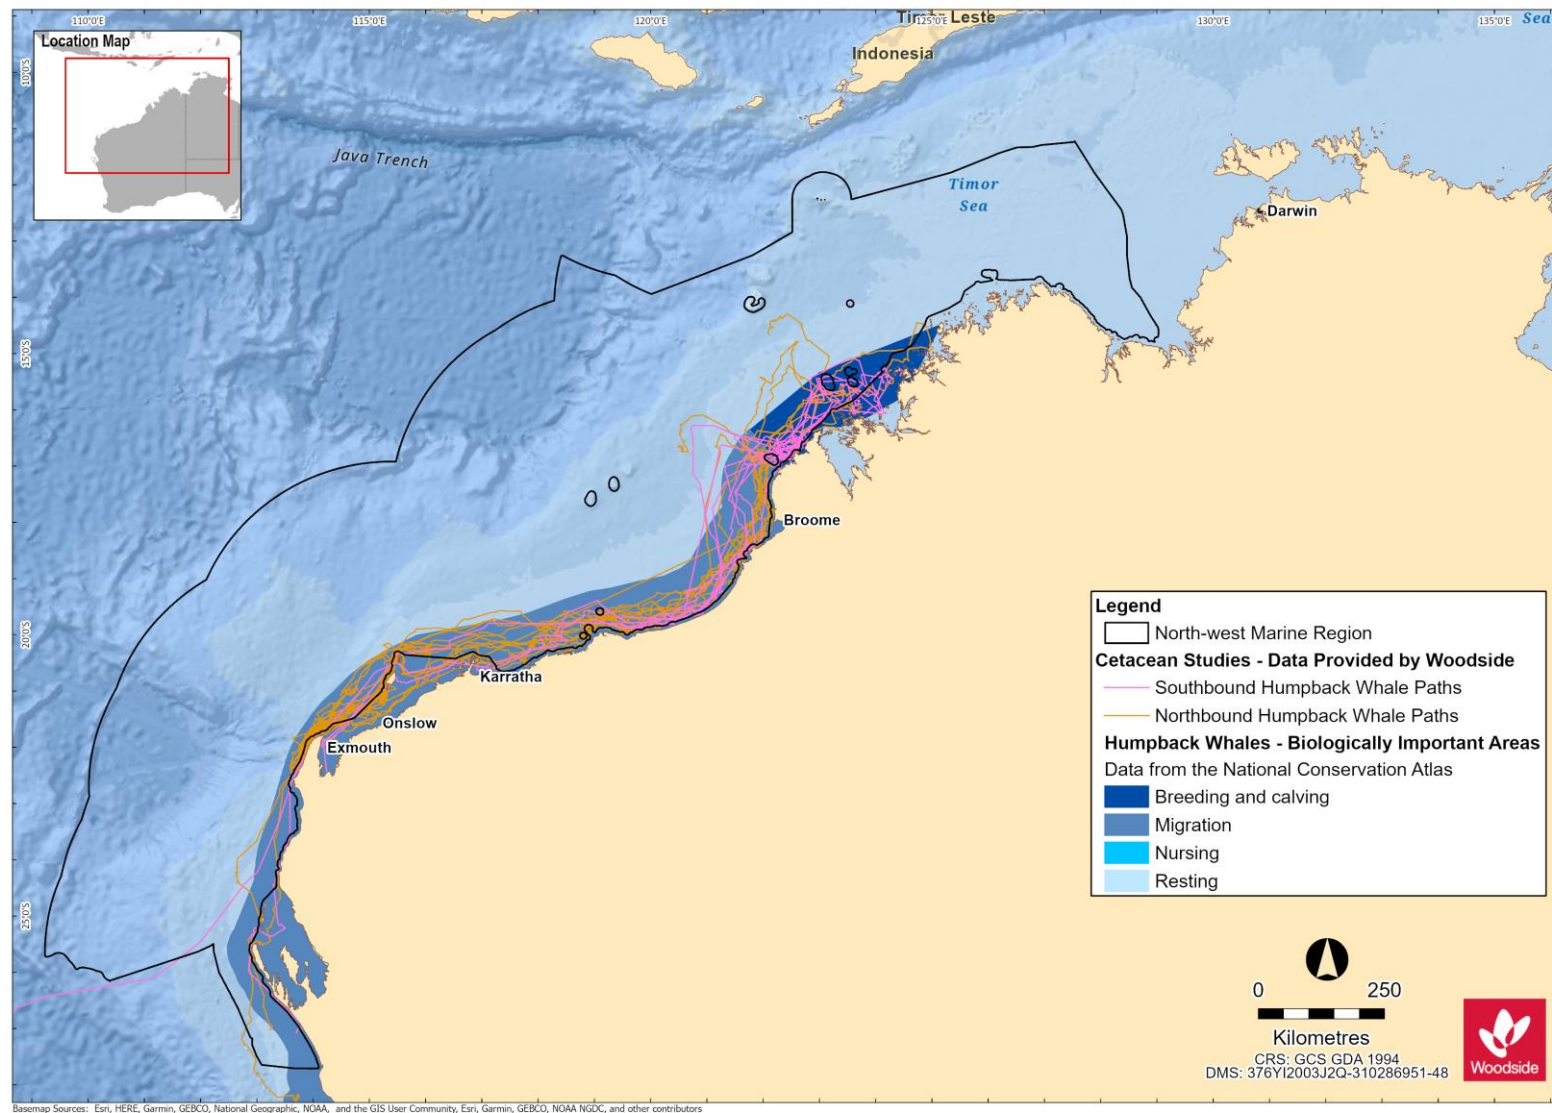 110°0'E
115°0'E
120°0'E
125°0'E
130°0'E
135°0'E
Timor Leste
Sea
Location Map
Indonesia
10°0'S
Java Trench
Timor
Sea
Darwin
15°0'S
Broome
20°0'S
Karratha
Onslow
Exmouth
25°0'S
Legend
North-west Marine Region
Cetacean Studies - Data Provided by Woodside
Southbound Humpback Whale Paths
Northbound Humpback Whale Paths
Humpback Whales - Biologically Important Areas
Data from the National Conservation Atlas
Breeding and calving
Migration
Nursing
Resting
0 250
Kilometres
CRS: GCS GDA 1994
DMS: 376YI2003J2Q-310286951-48
Woodside
Basemap Sources: Esri, HERE, Garmin, GEBCO, National Geographic, NOAA, and the GIS User Community, Esri, Garmin, GEBCO, NOAA NGDC, and other contributors